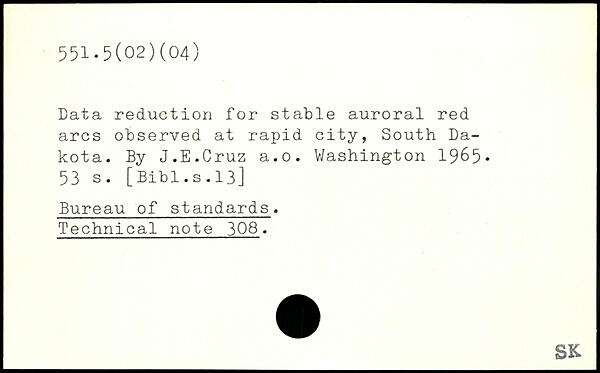 551.5(02)(04)
Data reduction for stable auroral red
arcs observed at rapid city, South Da-
kota. By J.E.Cruz a.o. Washington 1965.
53 s. [Bibl.s.13]
Bureau of standards.
Technical note 308.
SK